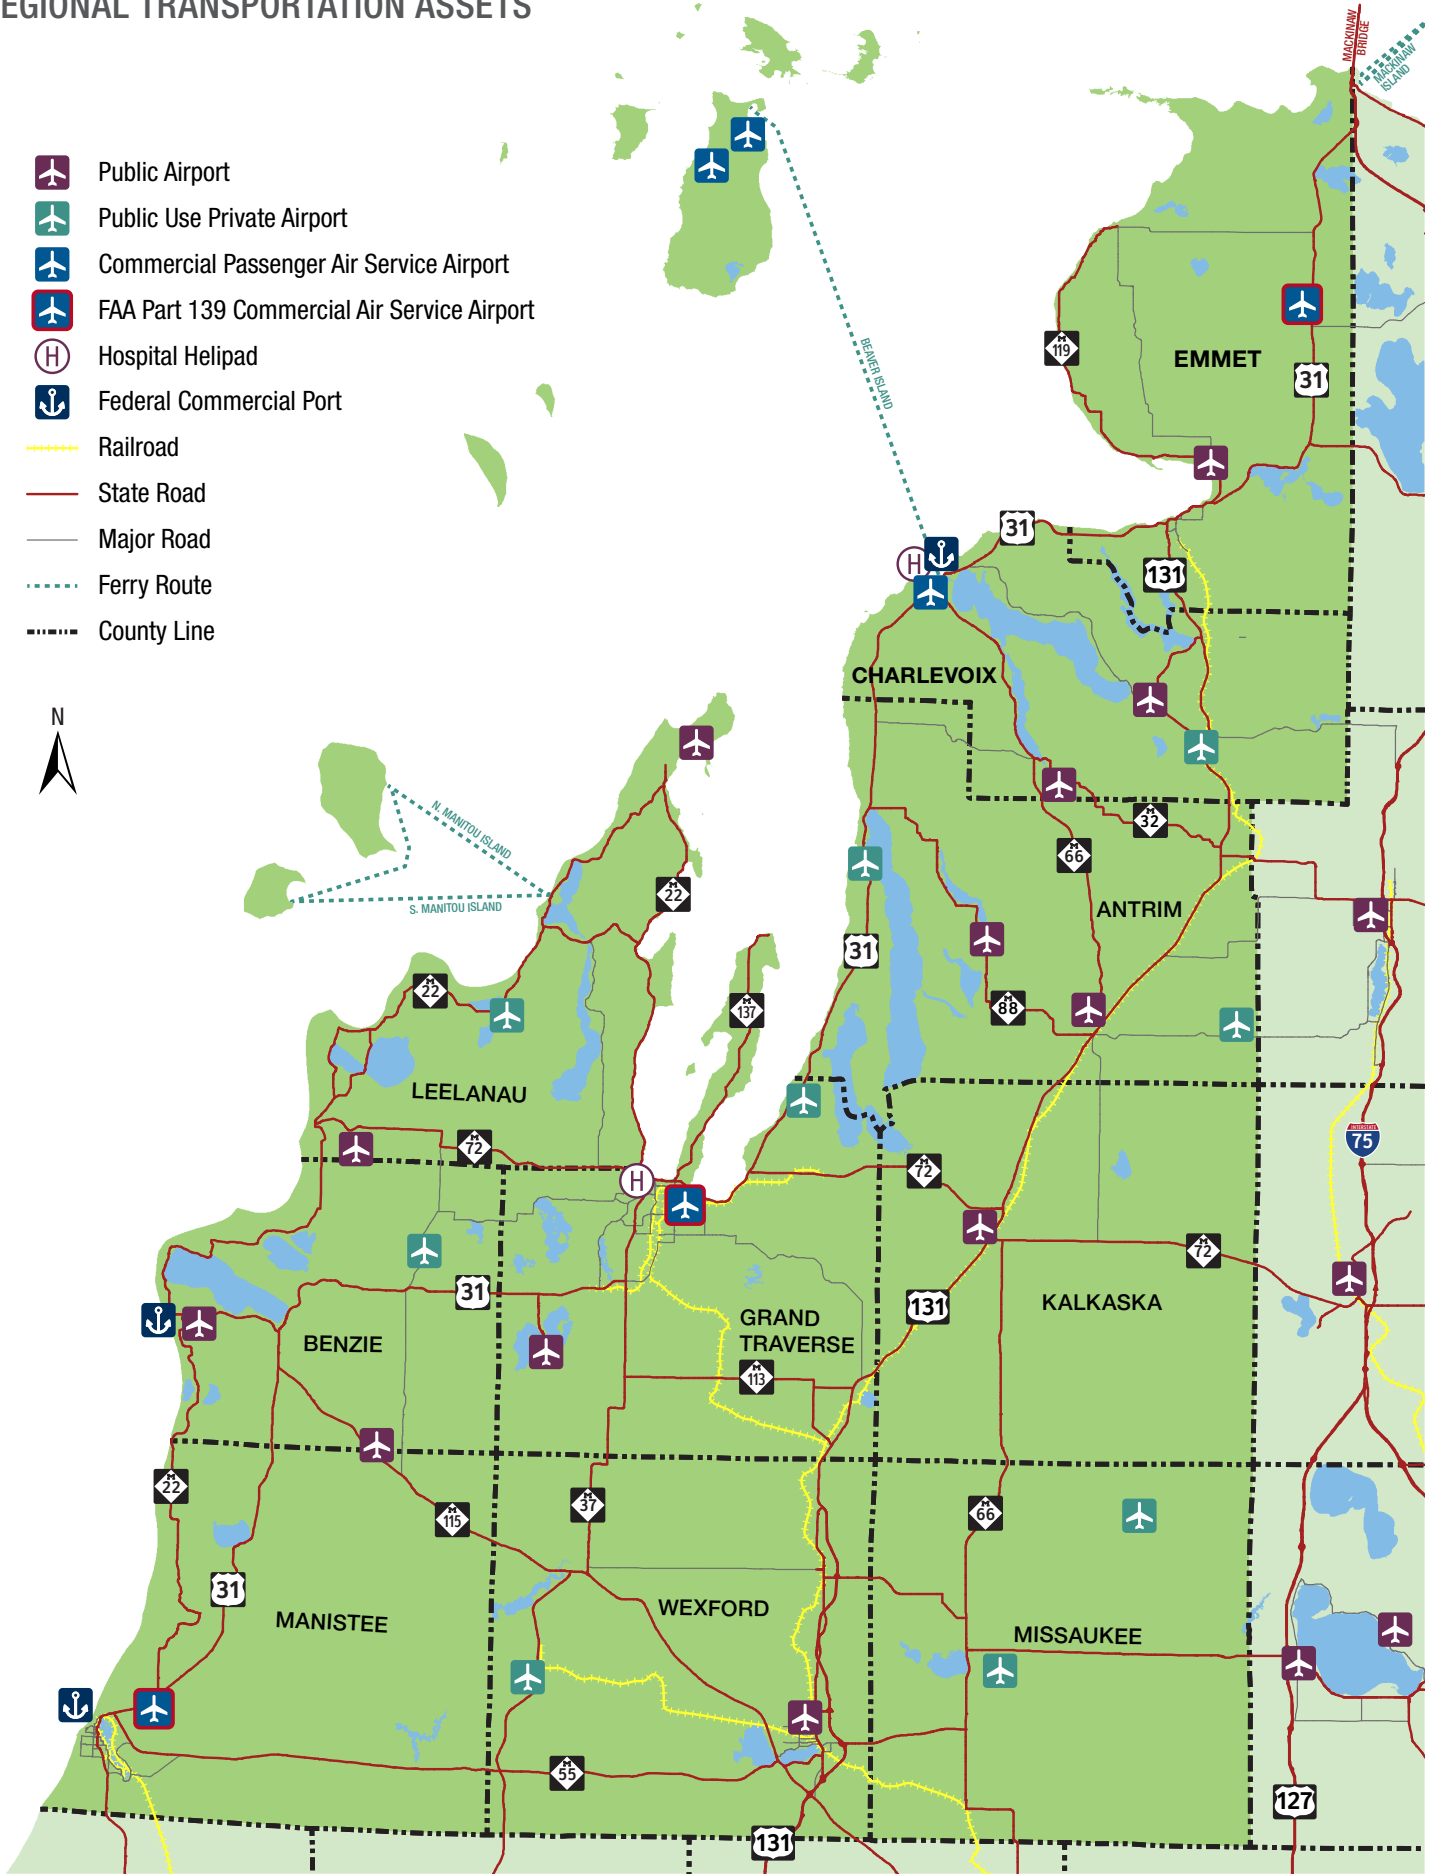 EGIONAL TRANSPORTATION ASSETS
MACKINAW
BRIDGE
MACKINAW
ISLAND
Public Airport
Public Use Private Airport
Commercial Passenger Air Service Airport
FAA Part 139 Commercial Air Service Airport
H Hospital Helipad
Federal Commercial Port
Railroad
State Road
Major Road
Ferry Route
County Line
N
BEAVER ISLAND
M
119
EMMET
31
31
H
131
CHARLEVOIX
N. MANITOU ISLAND
S. MANITOU ISLAND
M
32
M
66
M
22
ANTRIM
31
M
22
M
137
M
88
LEELANAU
M
72
INTERSTATE
75
M
72
H
M
72
31
131
KALKASKA
GRAND
TRAVERSE
BENZIE
M
113
M
22
M
37
M
115
M
66
31
MANISTEE
WEXFORD
MISSAUKEE
M
55
127
131